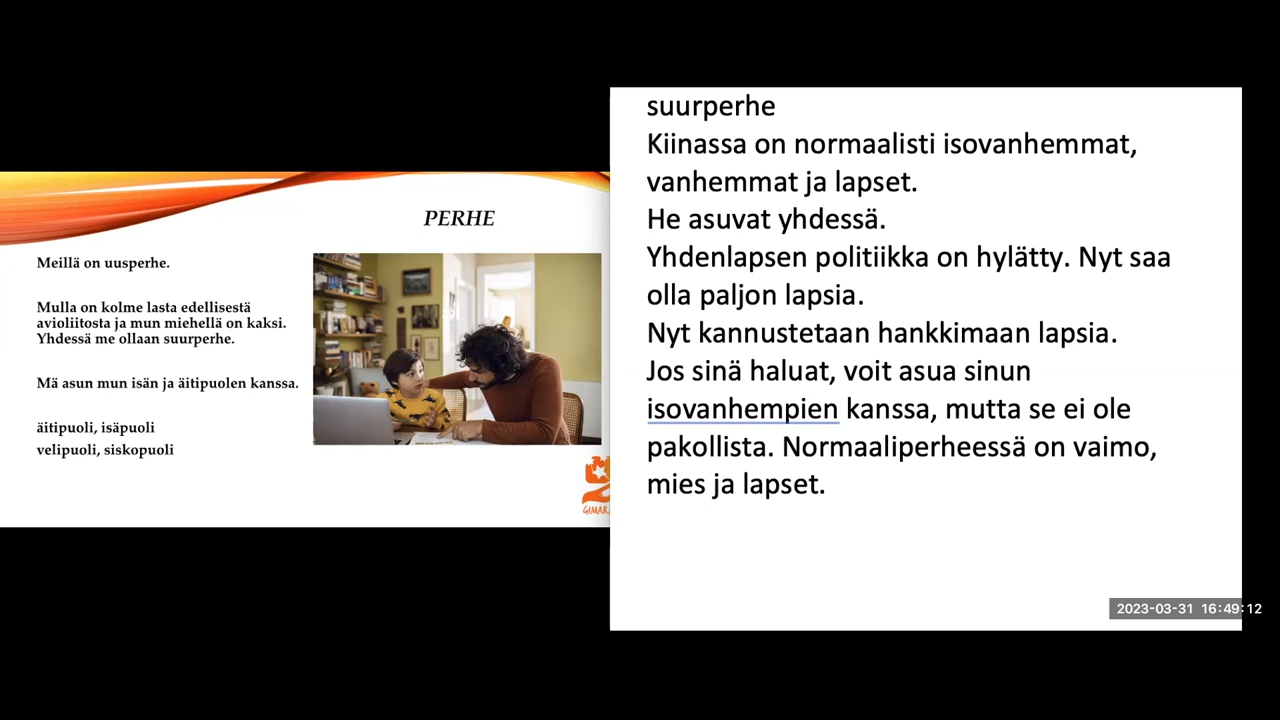 PERHE
Meillä on uusperhe.
Mulla on kolme lasta edellisestä
avioliitosta ja mun miehellä on kaksi.
Yhdessä me ollaan suurperhe.
Mä asun mun isän ja äitipuolen kanssa.
äitipuoli, isäpuoli
velipuoli, siskopuoli
suurperhe
Kiinassa on normaalisti isovanhemmat,
vanhemmat ja lapset.
He asuvat yhdessä.
Yhdenlapsen politiikka on hylätty. Nyt saa
olla paljon lapsia.
Nyt kannustetaan hankkimaan lapsia.
Jos sinä haluat, voit asua sinun
isovanhempien kanssa, mutta se ei ole
pakollista. Normaaliperheessä on vaimo,
mies ja lapset.
2023-03-31 16:49:12